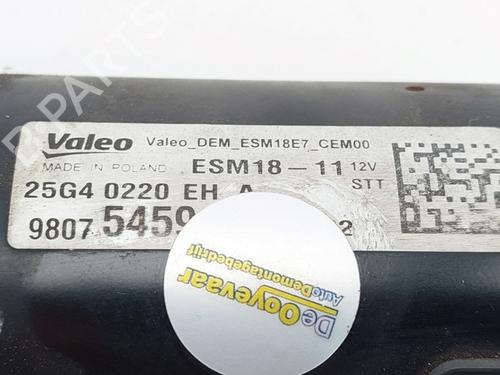 Valeo Valeo_DEM_ESM18E7_CEM00
MADE IN POLAND ESM18-11 12V
25G4 0220 EH A STT
9807 5459 2
DeOoyevaar
AutoDemontagebedrijf
B-PARTS